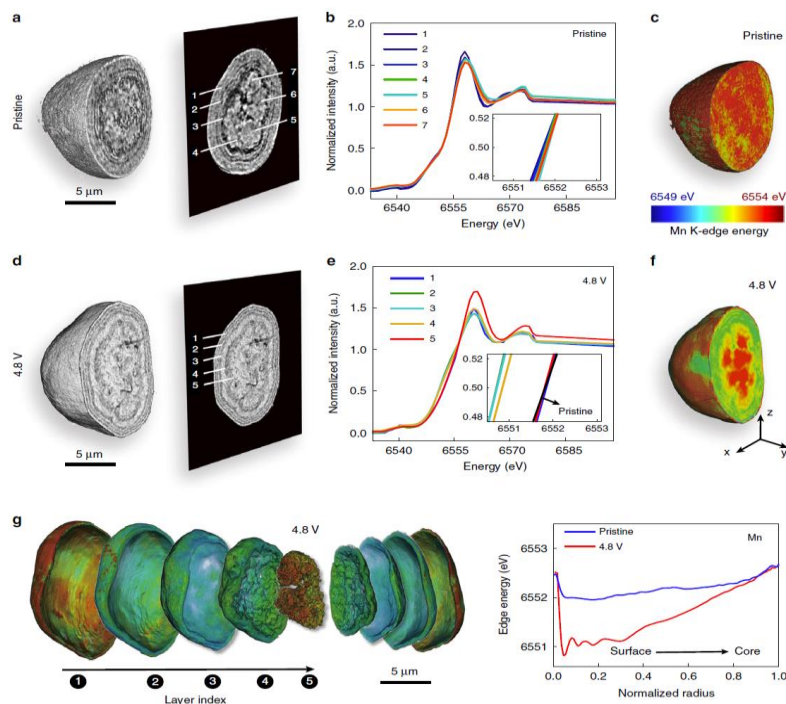 a
Pristine
1
2
3
4
7
6
5
5 µm
b
Normalized intensity (a.u.)
2.0
1.5
1.0
0.5
0.0
1
2
3
4
5
6
7
Pristine
0.52
0.50
0.48
6551 6552 6553
6540 6555 6570 6585
Energy (eV)
c
Pristine
6549 eV 6554 eV
Mn K-edge energy
d
4.8 V
1
2
3
4
5
5 µm
e
Normalized intensity (a.u.)
2.0
1.5
1.0
0.5
0.0
1
2
3
4
5
4.8 V
0.52
0.50
0.48
Pristine
6551 6552 6553
6540 6555 6570 6585
Energy (eV)
f
4.8 V
z
x y
g
4.8 V
1 2 3 4 5
Layer index
5 µm
Edge energy (eV)
6553
6552
6551
Pristine
4.8 V
Mn
Surface Core
0.0 0.2 0.4 0.6 0.8 1.0
Normalized radius